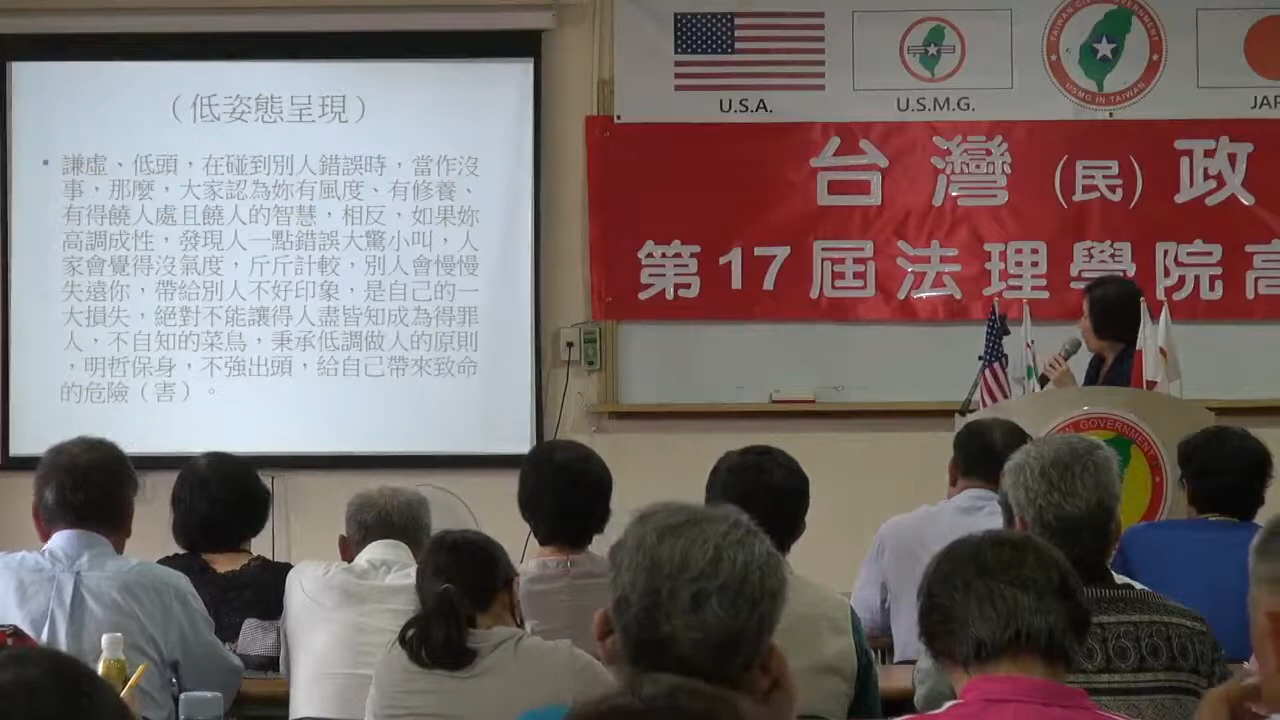 （低姿態呈現）
• 謙虛、低頭，在碰到別人錯誤時，當作沒
事，那麼，大家認為妳有風度、有修養、
有得饒人處且饒人的智慧，相反，如果妳
高調成性，發現人一點錯誤大驚小叫，人
家會覺得沒氣度，斤斤計較，別人會慢慢
失遠你，帶給別人不好印象，是自己的一
大損失，絕對不能讓得人盡皆知成為得罪
人，不自知的菜鳥，秉承低調做人的原則
，明哲保身，不強出頭，給自己帶來致命
的危險（害）。
U.S.A.
U.S.M.G.
TAIWAN CIVIL GOVERNMENT
USMG IN TAIWAN
JAP
台灣(民)政
第17屆法理學院高
GOVERNMENT